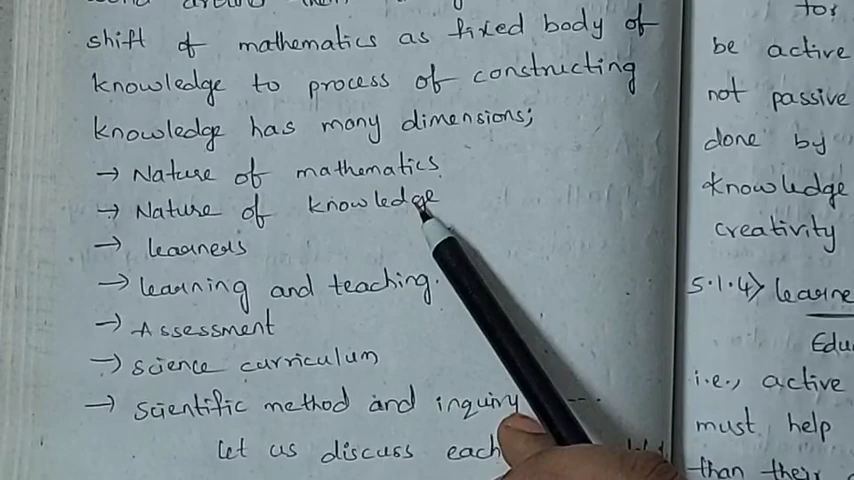 shift of mathematics as fixed body of
knowledge to process of constructing
knowledge has many dimensions;
→ Nature of mathematics.
→ Nature of knowledge
→ learners
→ learning and teaching.
→ Assessment
→ science curriculum
→ scientific method and inquiry --.
let us discuss each
for
be active
not passive
done by
knowledge
creativity
5.1.4> learne
Edu
i.e., active
must help
than their